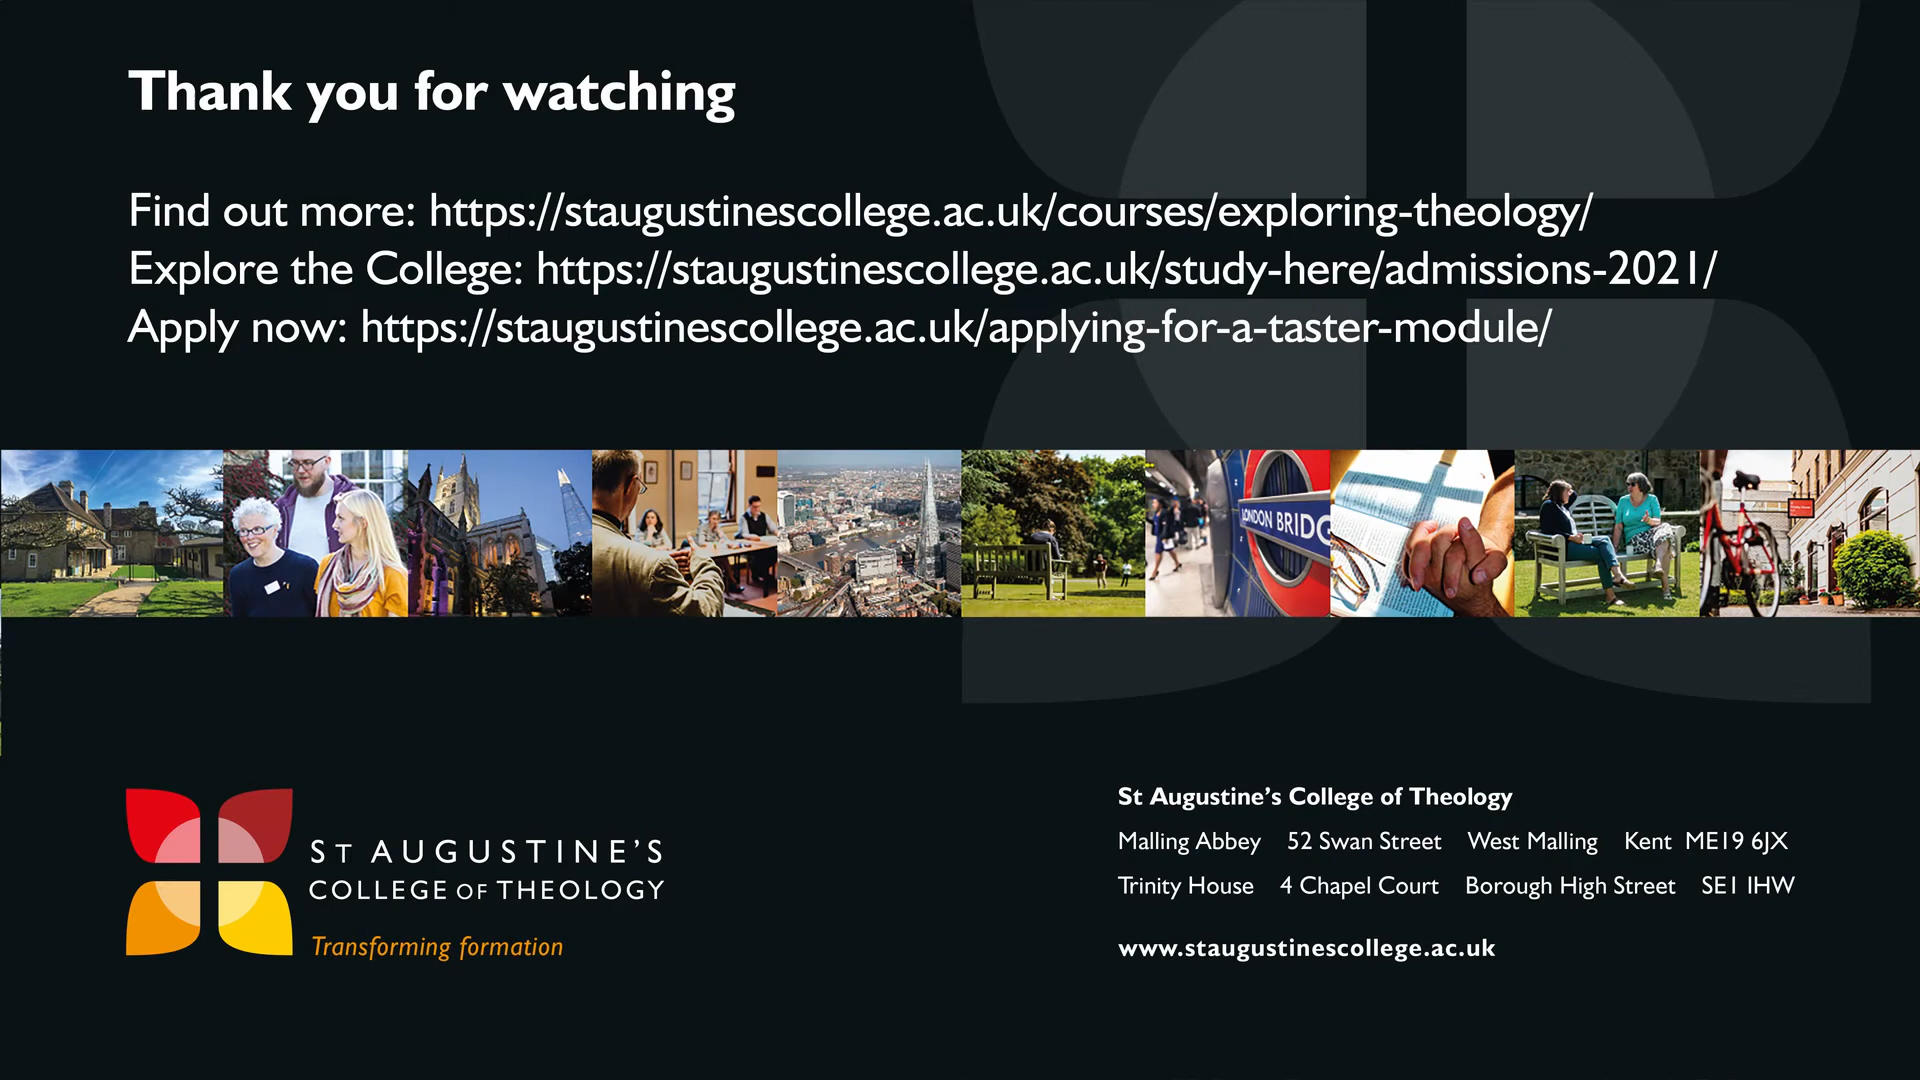 Thank you for watching
Find out more: https://staugustinescollege.ac.uk/courses/exploring-theology/
Explore the College: https://staugustinescollege.ac.uk/study-here/admissions-2021/
Apply now: https://staugustinescollege.ac.uk/applying-for-a-taster-module/
LONDON BRIDG
ST AUGUSTINE'S
COLLEGE OF THEOLOGY
Transforming formation
St Augustine's College of Theology
Malling Abbey 52 Swan Street West Malling Kent ME19 6JX
Trinity House 4 Chapel Court Borough High Street SE1 IHW
www.staugustinescollege.ac.uk